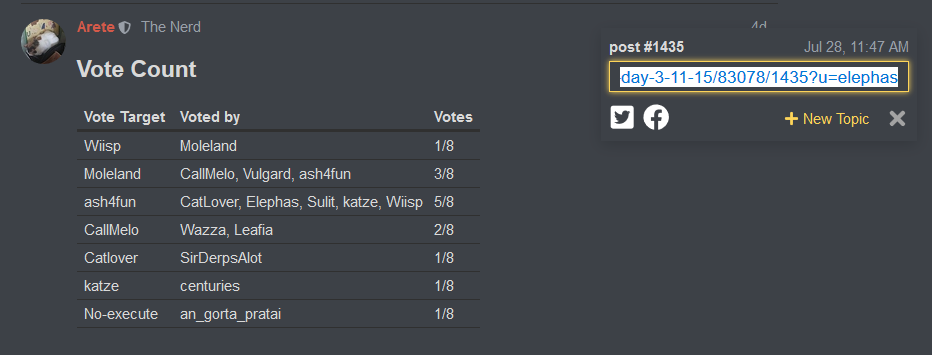 Arete The Nerd 4d
Vote Count
Vote Target Voted by Votes
Wiisp Moleland 1/8
Moleland CallMelo, Vulgard, ash4fun 3/8
ash4fun CatLover, Elephas, Sulit, katze, Wiisp 5/8
CallMelo Wazza, Leafia 2/8
Catlover SirDerpsAlot 1/8
katze centuries 1/8
No-execute an_gorta_pratai 1/8
post #1435 Jul 28, 11:47 AM
day-3-11-15/83078/1435?u=elephas
+ New Topic